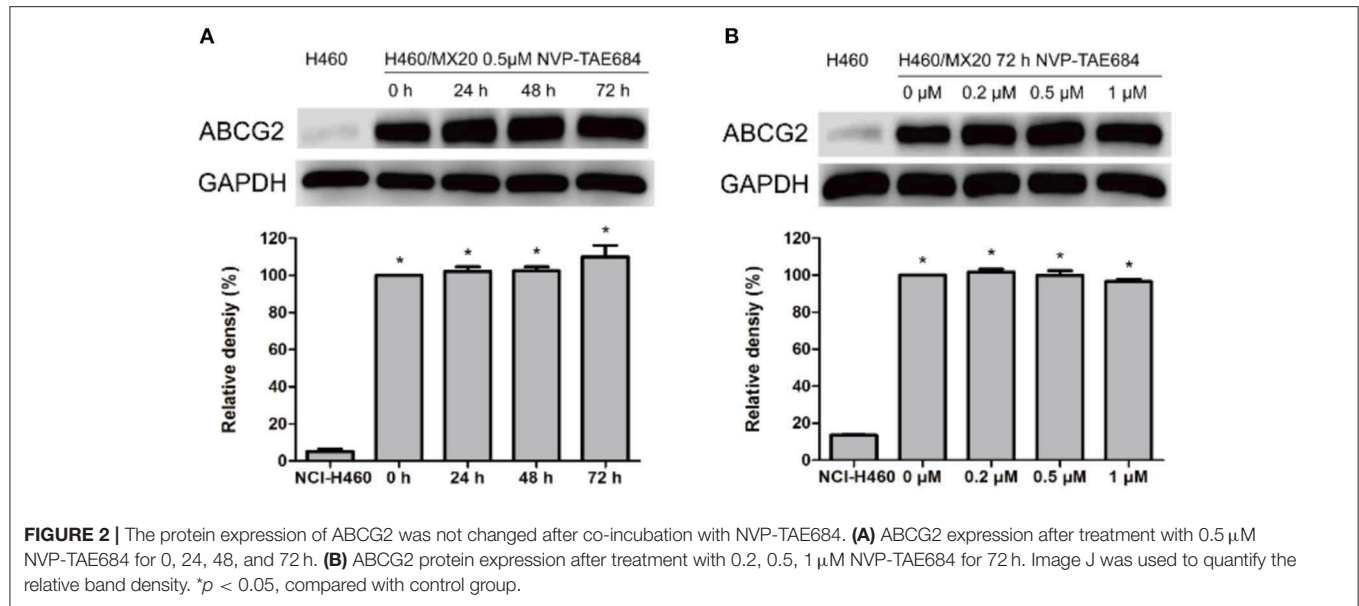 A
H460 H460/MX20 0.5µM NVP-TAE684
0 h 24 h 48 h 72 h
ABCG2
GAPDH
Relative densiy (%)
120
100
80
60
40
20
0
* * * *
NCI-H460 0 h 24 h 48 h 72 h
B
H460 H460/MX20 72 h NVP-TAE684
0 µM 0.2 µM 0.5 µM 1 µM
ABCG2
GAPDH
Relative densiy (%)
120
100
80
60
40
20
0
* * * *
NCI-H460 0 µM 0.2 µM 0.5 µM 1 µM
FIGURE 2 | The protein expression of ABCG2 was not changed after co-incubation with NVP-TAE684. (A) ABCG2 expression after treatment with 0.5 µM
NVP-TAE684 for 0, 24, 48, and 72 h. (B) ABCG2 protein expression after treatment with 0.2, 0.5, 1 µM NVP-TAE684 for 72 h. Image J was used to quantify the
relative band density. *p < 0.05, compared with control group.